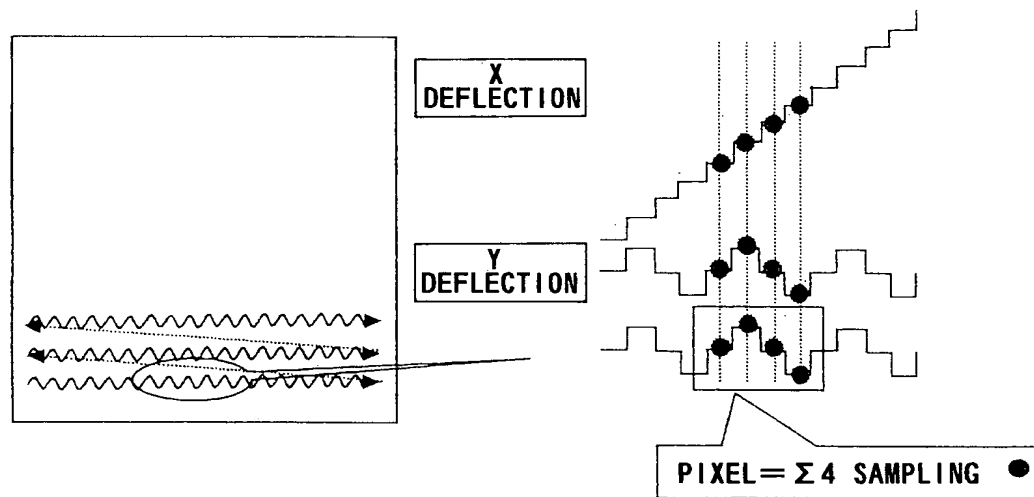 X
DEFLECTION
Y
DEFLECTION
PIXEL=Σ4 SAMPLING ●